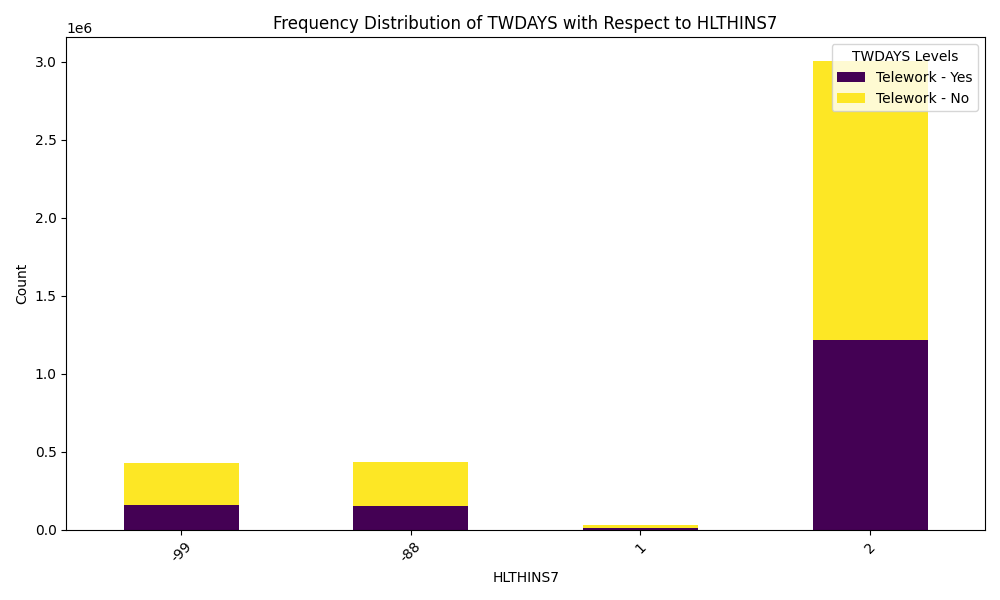 Frequency Distribution of TWDAYS with Respect to HLTHINS7
1e6
TWDAYS Levels
Telework - Yes
Telework - No
3.0
2.5
2.0
1.5
1.0
0.5
0.0
Count
-99
-88
1
2
HLTHINS7